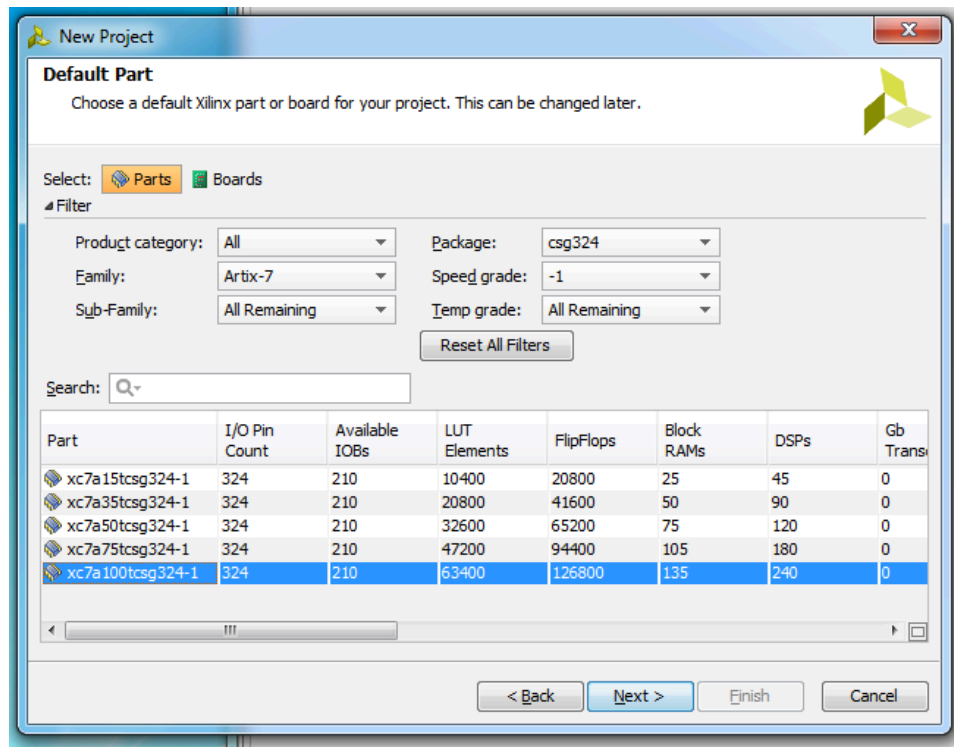 New Project
Default Part
Choose a default Xilinx part or board for your project. This can be changed later.
Select: Parts Boards
Filter
Product category: All Package: csg324
Family: Artix-7 Speed grade: -1
Sub-Family: All Remaining Temp grade: All Remaining
Reset All Filters
Search:
Part I/O Pin Count Available IOBs LUT Elements FlipFlops Block RAMs DSPs Gb Trans
xc7a15tcsg324-1 324 210 10400 20800 25 45 0
xc7a35tcsg324-1 324 210 20800 41600 50 90 0
xc7a50tcsg324-1 324 210 32600 65200 75 120 0
xc7a75tcsg324-1 324 210 47200 94400 105 180 0
xc7a100tcsg324-1 324 210 63400 126800 135 240 0
< Back Next > Finish Cancel